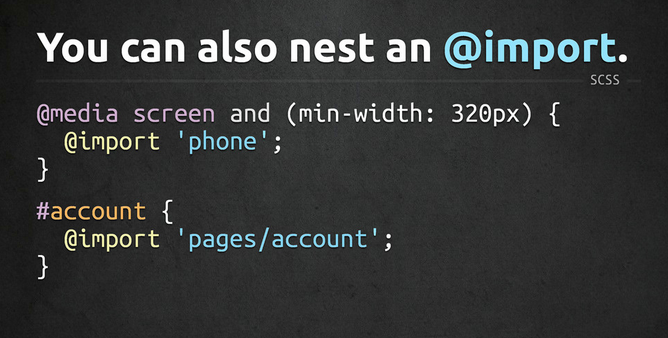 You can also nest an @import.
SCSS
@media screen and (min-width: 320px) {
  @import 'phone';
}
#account {
  @import 'pages/account';
}